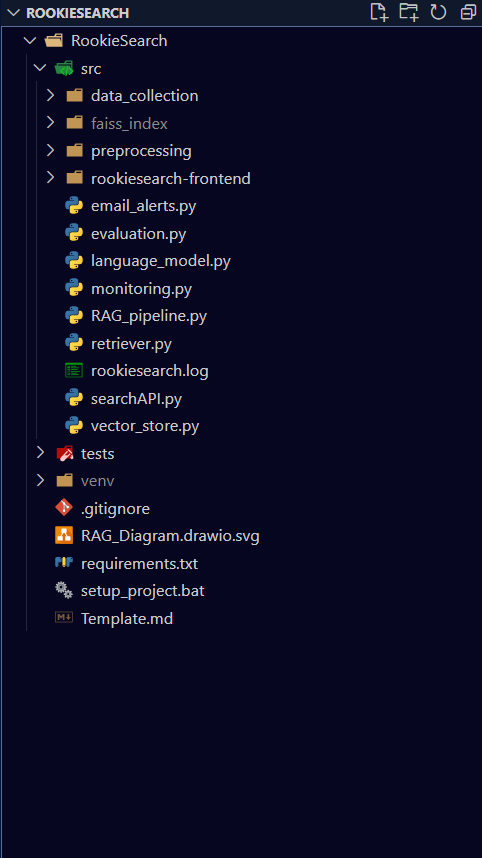 ROOKIESEARCH
RookieSearch
src
data_collection
faiss_index
preprocessing
rookiesearch-frontend
email_alerts.py
evaluation.py
language_model.py
monitoring.py
RAG_pipeline.py
retriever.py
rookiesearch.log
searchAPI.py
vector_store.py
tests
venv
.gitignore
RAG_Diagram.drawio.svg
requirements.txt
setup_project.bat
Template.md